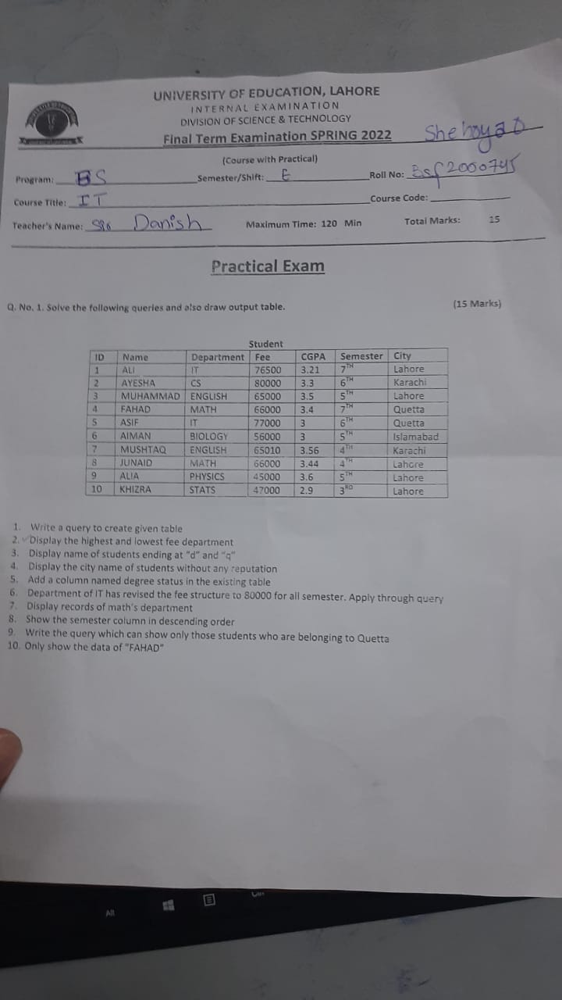 UNIVERSITY OF EDUCATION, LAHORE
INTERNAL EXAMINATION
DIVISION OF SCIENCE & TECHNOLOGY
Final Term Examination SPRING 2022
(Course with Practical)
Program: BS Semester/Shift: E Roll No: Bsf2000745
Course Title: IT Course Code:
Teacher's Name: Danish Maximum Time: 120 Min Total Marks: 15
Practical Exam
Q. No. 1. Solve the following queries and also draw output table. (15 Marks)
Student
ID Name Department Fee CGPA Semester City
1 ALI IT 76500 3.21 7TH Lahore
2 AYESHA CS 80000 3.3 6TH Karachi
3 MUHAMMAD ENGLISH 65000 3.5 5TH Lahore
4 FAHAD MATH 66000 3.4 7TH Quetta
5 ASIF IT 77000 3 6TH Quetta
6 AIMAN BIOLOGY 56000 3 5TH Islamabad
7 MUSHTAQ ENGLISH 65010 3.56 4TH Karachi
8 JUNAID MATH 66000 3.44 4TH Lahore
9 ALIA PHYSICS 45000 3.6 5TH Lahore
10 KHIZRA STATS 47000 2.9 3RD Lahore
1. Write a query to create given table
2. Display the highest and lowest fee department
3. Display name of students ending at "d" and "q"
4. Display the city name of students without any reputation
5. Add a column named degree status in the existing table
6. Department of IT has revised the fee structure to 80000 for all semester. Apply through query
7. Display records of math's department
8. Show the semester column in descending order
9. Write the query which can show only those students who are belonging to Quetta
10. Only show the data of "FAHAD"
All